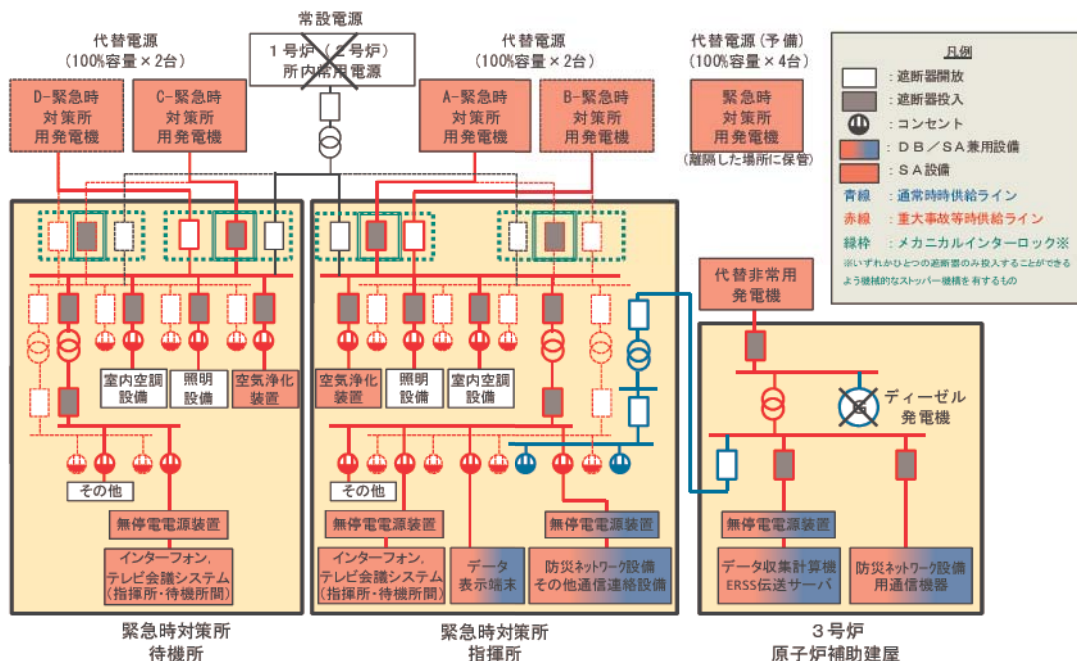 常設電源
1号炉（2号炉）
所内常用電源
代替電源
(100%容量×2台)
代替電源
(100%容量×2台)
代替電源(予備)
(100%容量×4台)
D-緊急時
対策所
用発電機
C-緊急時
対策所
用発電機
A-緊急時
対策所
用発電機
B-緊急時
対策所
用発電機
緊急時
対策所
用発電機
(離隔した場所に保管)
凡例
：遮断器開放
：遮断器投入
：コンセント
：DB／SA兼用設備
：SA設備
青線 ：通常時時供給ライン
赤線 ：重大事故等時供給ライン
緑枠 ：メカニカルインターロック※
※いずれかひとつの遮断器のみ投入することができる
よう機械的なストッパー機構を有するもの
代替非常用
発電機
G
ディーゼル
発電機
室内空調
設備
照明
設備
空気浄化
装置
空気浄化
装置
照明
設備
室内空調
設備
その他
その他
無停電電源装置
無停電電源装置
無停電電源装置
無停電電源装置
インターフォン,
テレビ会議システム
(指揮所・待機所間)
インターフォン,
テレビ会議システム
(指揮所・待機所間)
データ
表示端末
防災ネットワーク設備
その他通信連絡設備
データ収集計算機
ERSS伝送サーバ
防災ネットワーク設備
用通信機器
緊急時対策所
待機所
緊急時対策所
指揮所
3号炉
原子炉補助建屋